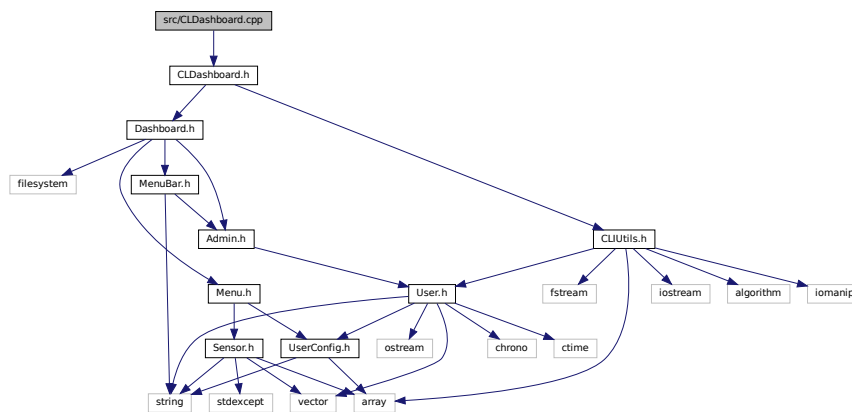 src/CLDashboard.cpp
CLDashboard.h
Dashboard.h
filesystem
MenuBar.h
Admin.h
CLIUtils.h
Menu.h
User.h
fstream
iostream
algorithm
iomanip
Sensor.h
UserConfig.h
ostream
chrono
ctime
string
stdexcept
vector
array